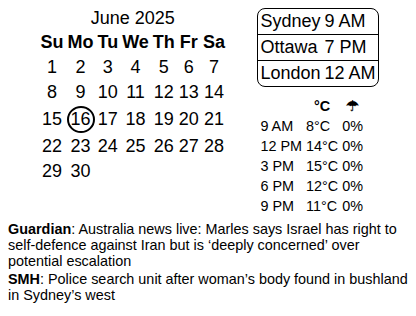 June 2025
Su Mo Tu We Th Fr Sa
1 2 3 4 5 6 7
8 9 10 11 12 13 14
15 16 17 18 19 20 21
22 23 24 25 26 27 28
29 30
Sydney 9 AM
Ottawa 7 PM
London 12 AM
°C ☂
9 AM 8°C 0%
12 PM 14°C 0%
3 PM 15°C 0%
6 PM 12°C 0%
9 PM 11°C 0%
Guardian: Australia news live: Marles says Israel has right to
self-defence against Iran but is ‘deeply concerned’ over
potential escalation
SMH: Police search unit after woman’s body found in bushland
in Sydney’s west